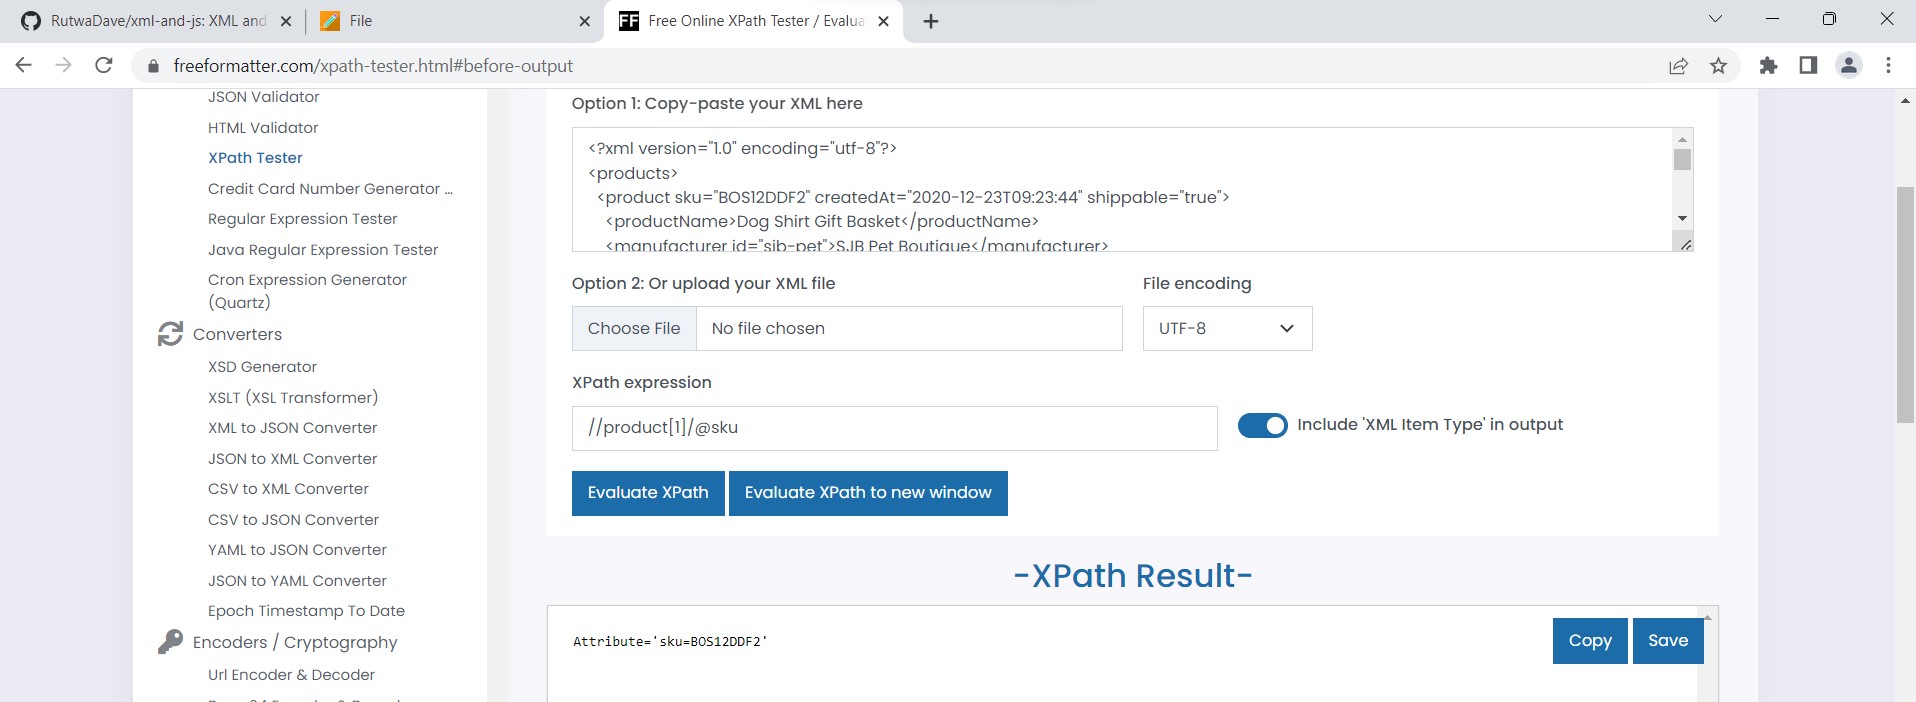 RutwaDave/xml-and-js: XML and
File
Free Online XPath Tester / Evalua
freeformatter.com/xpath-tester.html#before-output
JSON Validator
HTML Validator
XPath Tester
Credit Card Number Generator ...
Regular Expression Tester
Java Regular Expression Tester
Cron Expression Generator
(Quartz)
Converters
XSD Generator
XSLT (XSL Transformer)
XML to JSON Converter
JSON to XML Converter
CSV to XML Converter
CSV to JSON Converter
YAML to JSON Converter
JSON to YAML Converter
Epoch Timestamp To Date
Encoders / Cryptography
Url Encoder & Decoder
Option 1: Copy-paste your XML here
<?xml version="1.0" encoding="utf-8"?>
<products>
<product sku="BOS12DDF2" createdAt="2020-12-23T09:23:44" shippable="true">
<productName>Dog Shirt Gift Basket</productName>
<manufacturer id="sjb-pet">SJB Pet Boutique</manufacturer>
Option 2: Or upload your XML file
File encoding
Choose File No file chosen
UTF-8
XPath expression
//product[1]/@sku
Include 'XML Item Type' in output
Evaluate XPath
Evaluate XPath to new window
-XPath Result-
Attribute='sku=BOS12DDF2'
Copy
Save